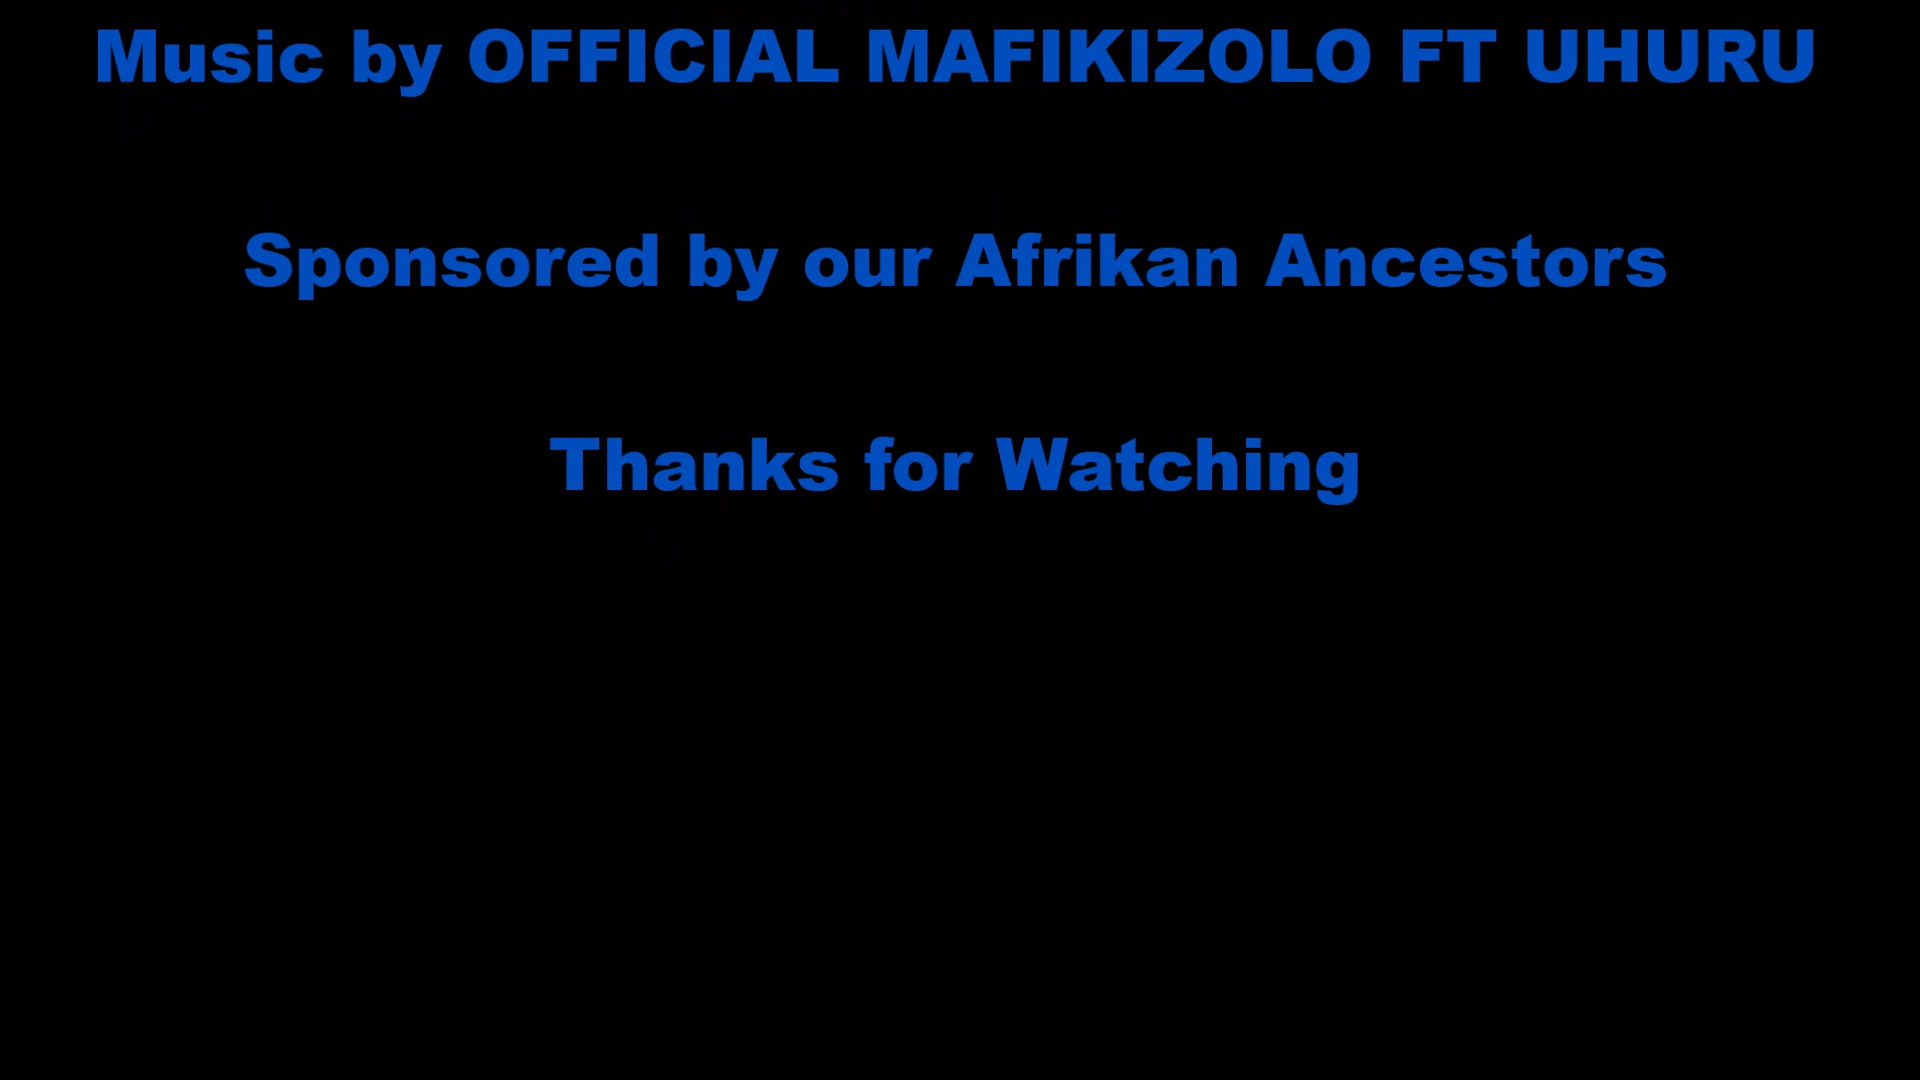 Music by OFFICIAL MAFIKIZOLO FT UHURU
Sponsored by our Afrikan Ancestors
Thanks for Watching